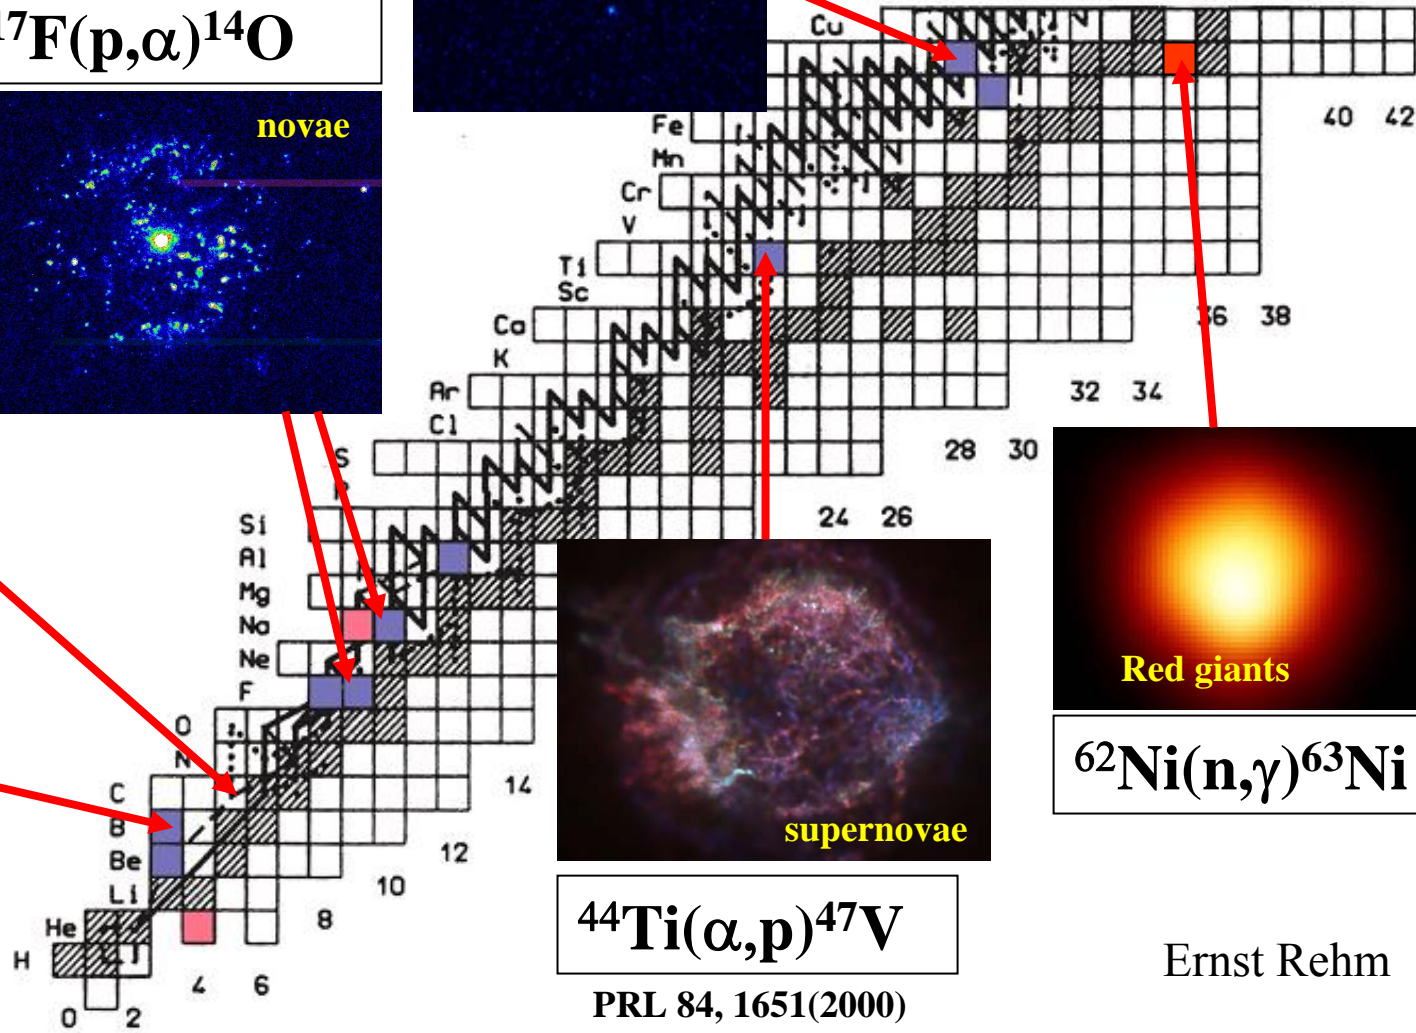 ¹⁷F(p,α)¹⁴O
novae
Cu
Fe
Mn
Cr
V
Ti
Sc
Ca
K
Ar
Cl
S
P
Si
Al
Mg
Na
Ne
F
O
N
C
B
Be
Li
He
H
0
2
4
6
8
10
12
14
24
26
28
30
32
34
36
38
40
42
supernovae
⁴⁴Ti(α,p)⁴⁷V
PRL 84, 1651(2000)
Red giants
⁶²Ni(n,γ)⁶³Ni
Ernst Rehm